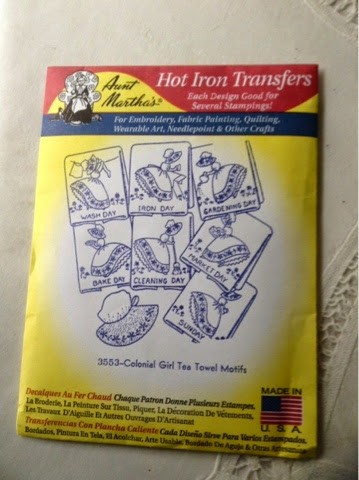 Aunt
Martha's®
Hot Iron Transfers
Each Design Good for
Several Stampings!
For Embroidery, Fabric Painting, Quilting,
Wearable Art, Needlepoint & Other Crafts
WASH DAY
IRON DAY
GARDENING DAY
BAKE DAY
CLEANING DAY
MARKET DAY
SUNDAY
3553-Colonial Girl Tea Towel Motifs
MADE IN
U.S.A.
Decalques Au Fer Chaud Chaque Patron Donne Plusieurs Estampes,
La Broderie, La Peinture Sur Tissu, Piquer, La Décoration De Vêtements,
Les Travaux D'Aiguille Et Autres Ouvrages D'Artisanat
Transferencias Con Plancha Caliente Cada Diseño Sirve Para Varios Estampados,
Bordados, Pintura En Tela, El Acolchar, Arte Usable, Bordado De Aguja & Otras Artesanias